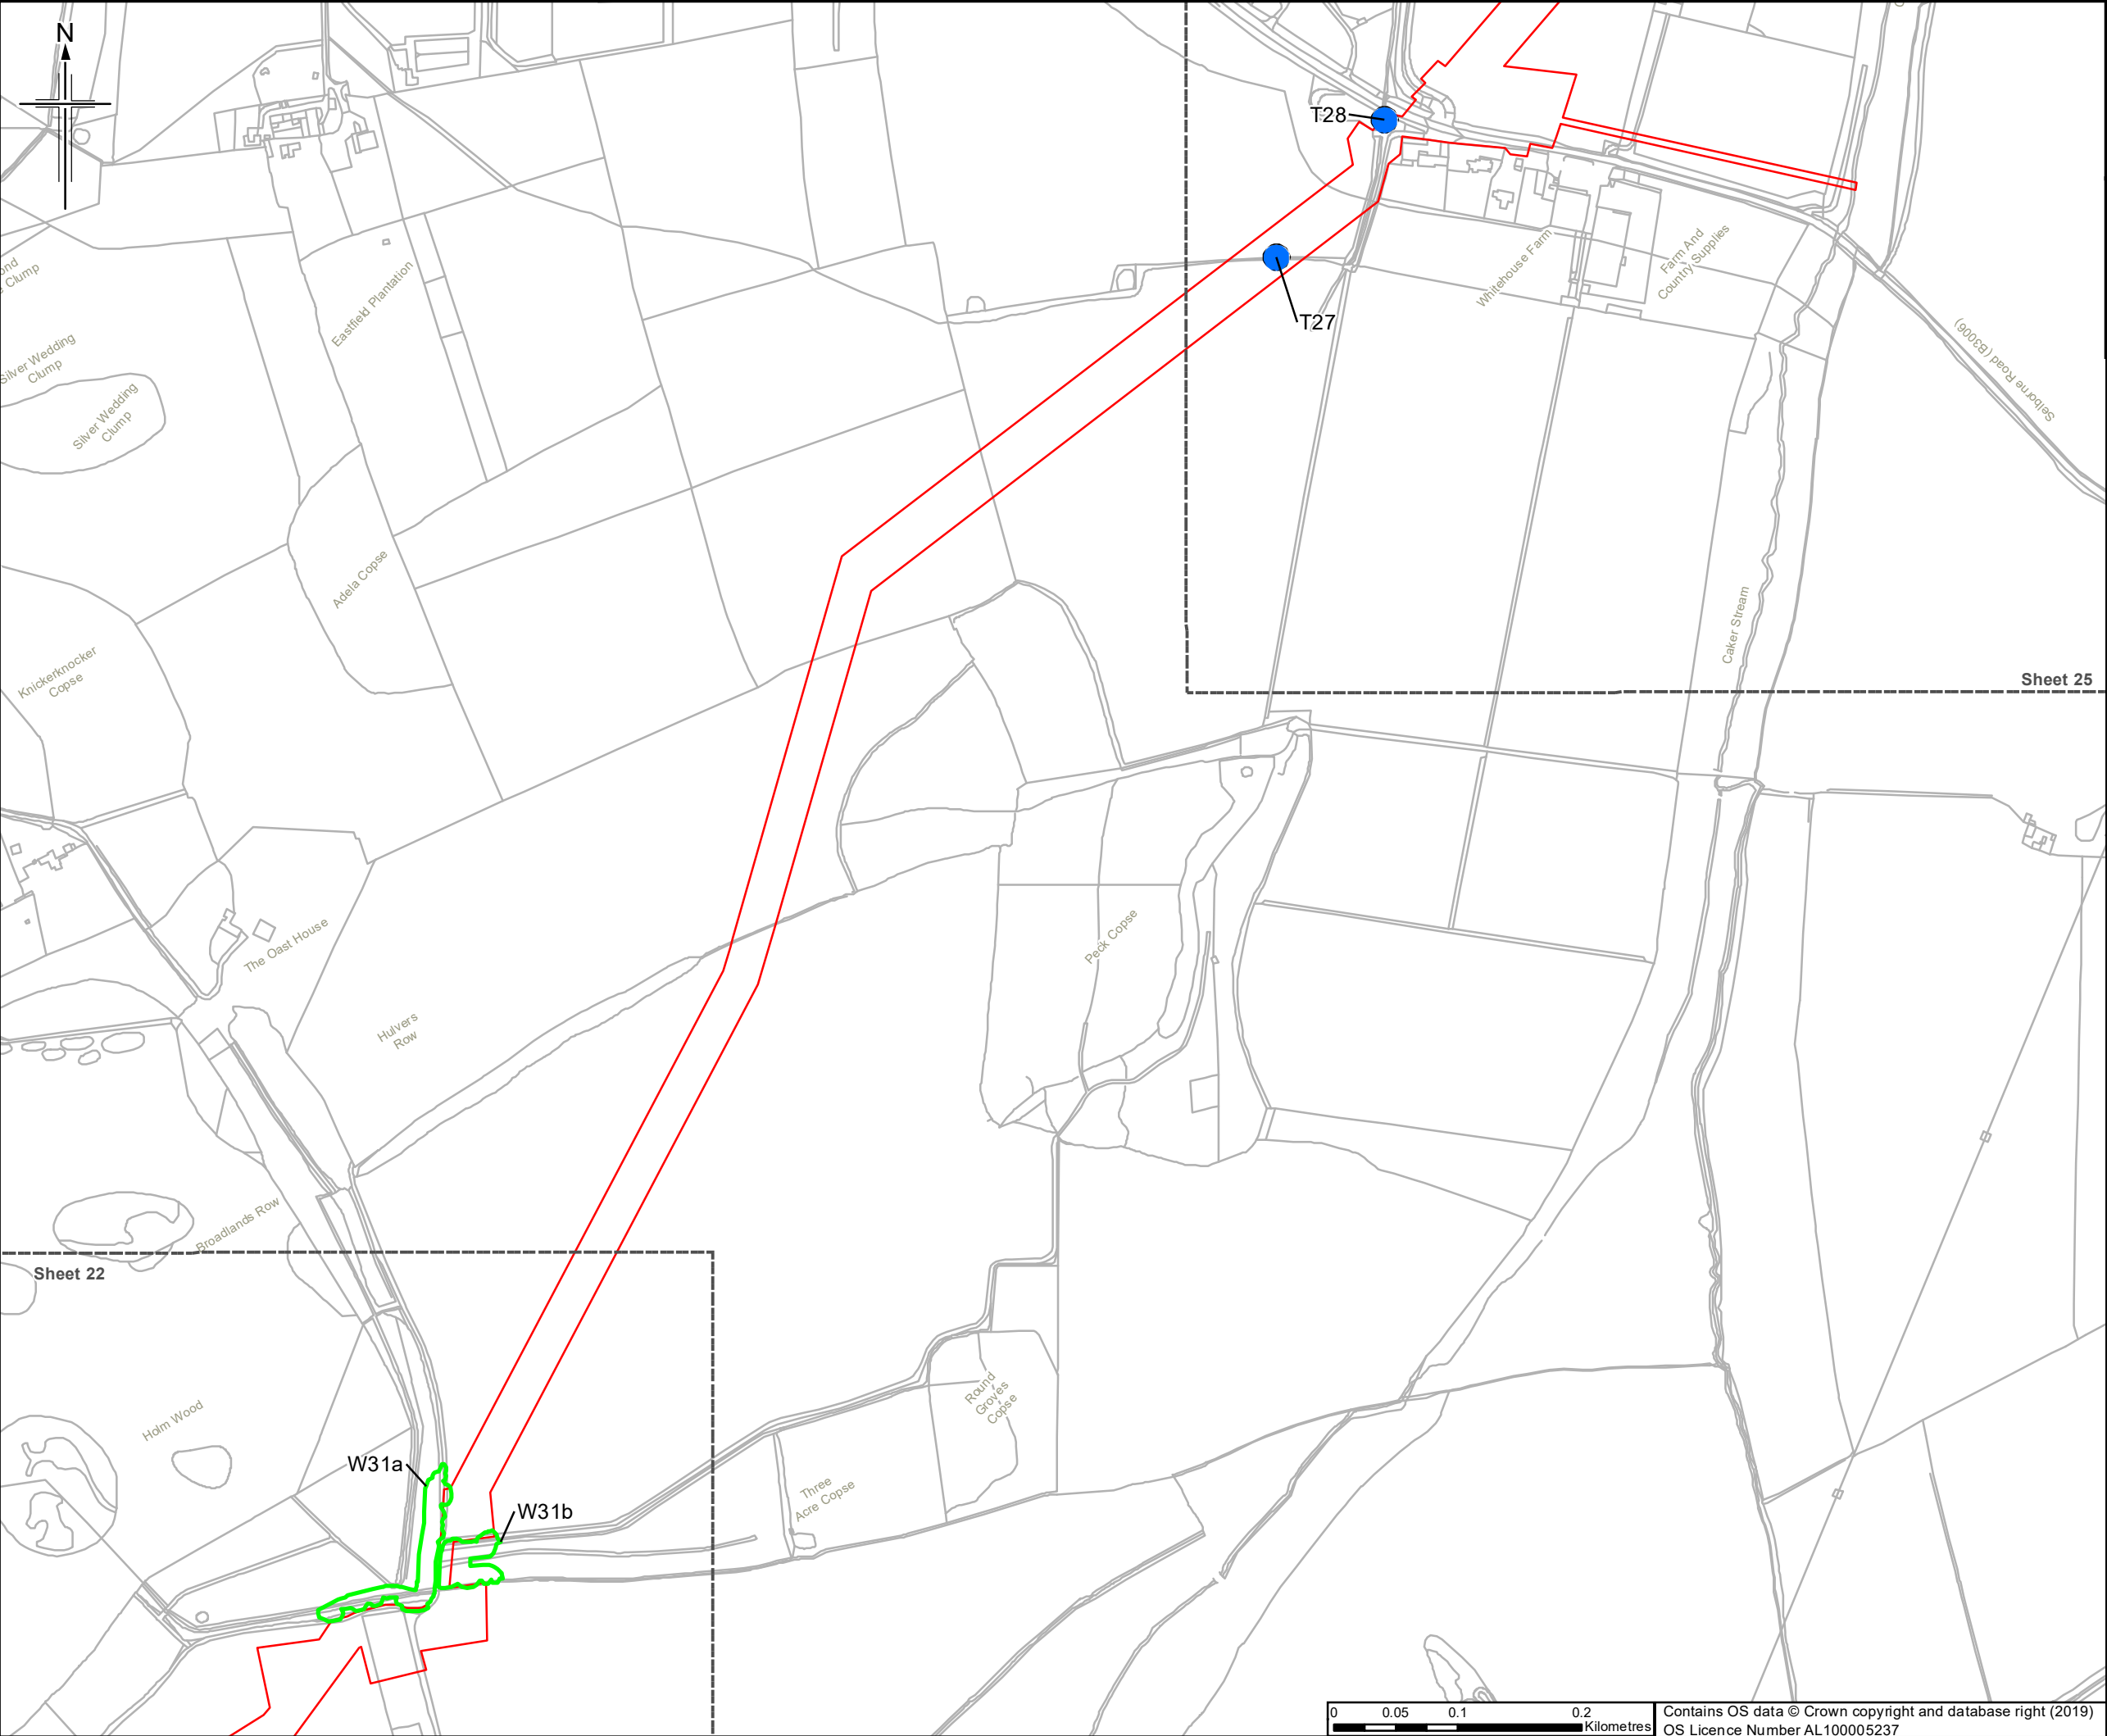 N
T28
T27
Whitehouse Farm
Farm And
Country Supplies
Selborne Road (B3006)
Eastfield Plantation
ond
Clump
Silver Wedding
Clump
Silver Wedding
Clump
Adela Copse
Knickerknocker
Copse
Caker Stream
Sheet 25
The Oast House
Hulvers
Row
Peck Copse
Broadlands Row
Sheet 22
Holm Wood
Round
Groves
Copse
Three
Acre Copse
W31a
W31b
0 0.05 0.1 0.2
Kilometres
Contains OS data © Crown copyright and database right (2019)
OS Licence Number AL100005237